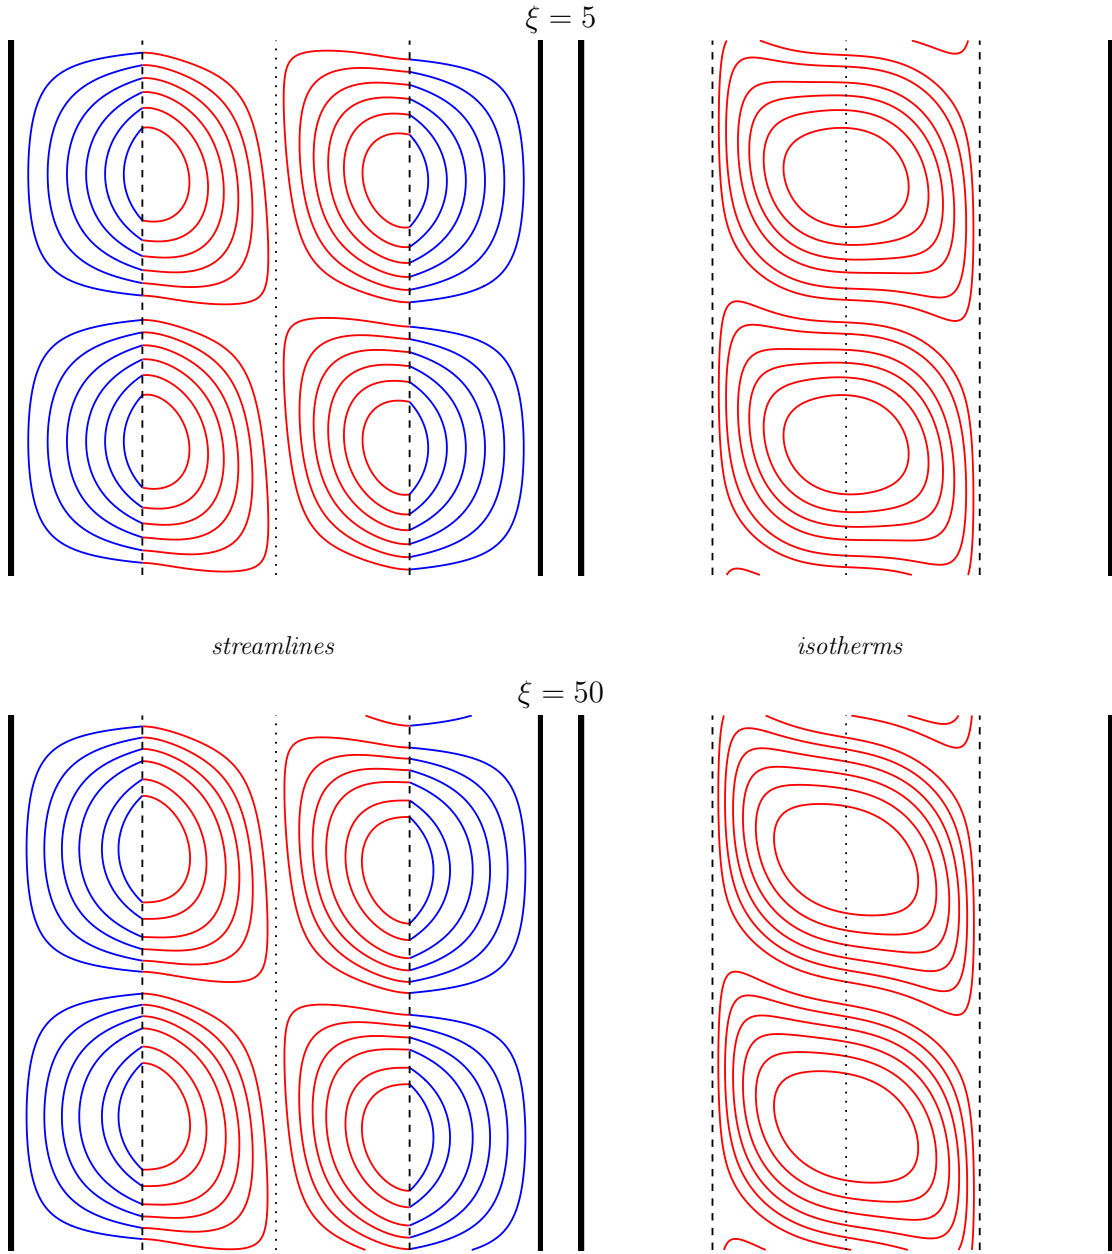 ξ = 5
streamlines
isotherms
ξ = 50